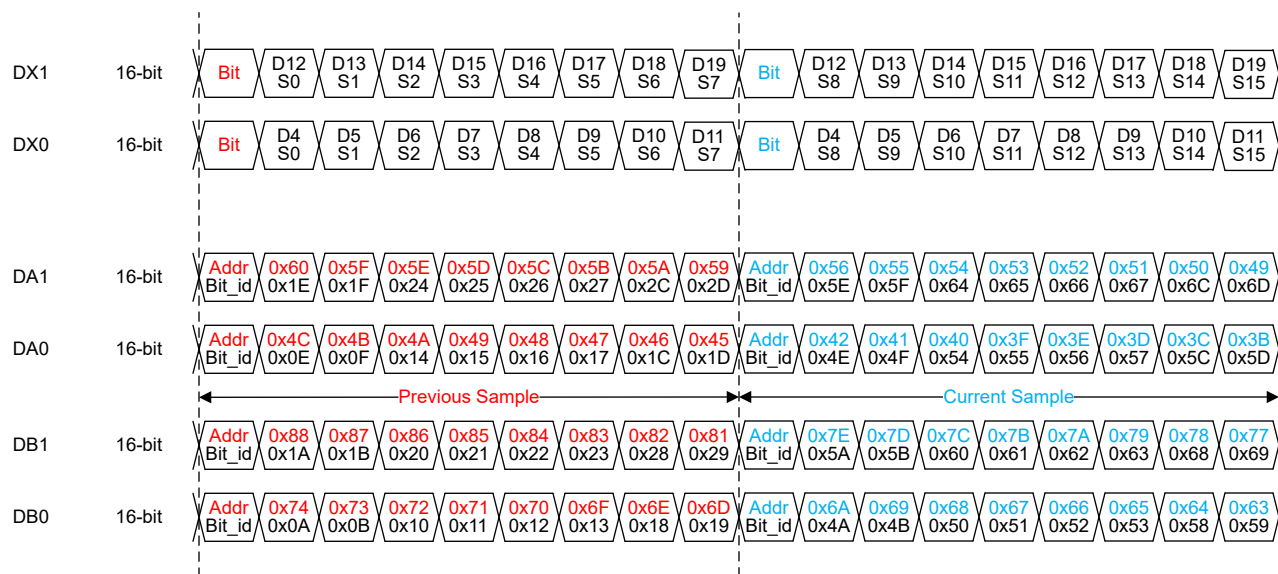 DX1 16-bit Bit D12 D13 D14 D15 D16 D17 D18 D19 Bit D12 D13 D14 D15 D16 D17 D18 D19
S0 S1 S2 S3 S4 S5 S6 S7 S8 S9 S10 S11 S12 S13 S14 S15
DX0 16-bit Bit D4 D5 D6 D7 D8 D9 D10 D11 Bit D4 D5 D6 D7 D8 D9 D10 D11
S0 S1 S2 S3 S4 S5 S6 S7 S8 S9 S10 S11 S12 S13 S14 S15
DA1 16-bit Addr 0x60 0x5F 0x5E 0x5D 0x5C 0x5B 0x5A 0x59 Addr 0x56 0x55 0x54 0x53 0x52 0x51 0x50 0x49
Bit_id 0x1E 0x1F 0x24 0x25 0x26 0x27 0x2C 0x2D Bit_id 0x5E 0x5F 0x64 0x65 0x66 0x67 0x6C 0x6D
DA0 16-bit Addr 0x4C 0x4B 0x4A 0x49 0x48 0x47 0x46 0x45 Addr 0x42 0x41 0x40 0x3F 0x3E 0x3D 0x3C 0x3B
Bit_id 0x0E 0x0F 0x14 0x15 0x16 0x17 0x1C 0x1D Bit_id 0x4E 0x4F 0x54 0x55 0x56 0x57 0x5C 0x5D
Previous Sample Current Sample
DB1 16-bit Addr 0x88 0x87 0x86 0x85 0x84 0x83 0x82 0x81 Addr 0x7E 0x7D 0x7C 0x7B 0x7A 0x79 0x78 0x77
Bit_id 0x1A 0x1B 0x20 0x21 0x22 0x23 0x28 0x29 Bit_id 0x5A 0x5B 0x60 0x61 0x62 0x63 0x68 0x69
DB0 16-bit Addr 0x74 0x73 0x72 0x71 0x70 0x6F 0x6E 0x6D Addr 0x6A 0x69 0x68 0x67 0x66 0x65 0x64 0x63
Bit_id 0x0A 0x0B 0x10 0x11 0x12 0x13 0x18 0x19 Bit_id 0x4A 0x4B 0x50 0x51 0x52 0x53 0x58 0x59